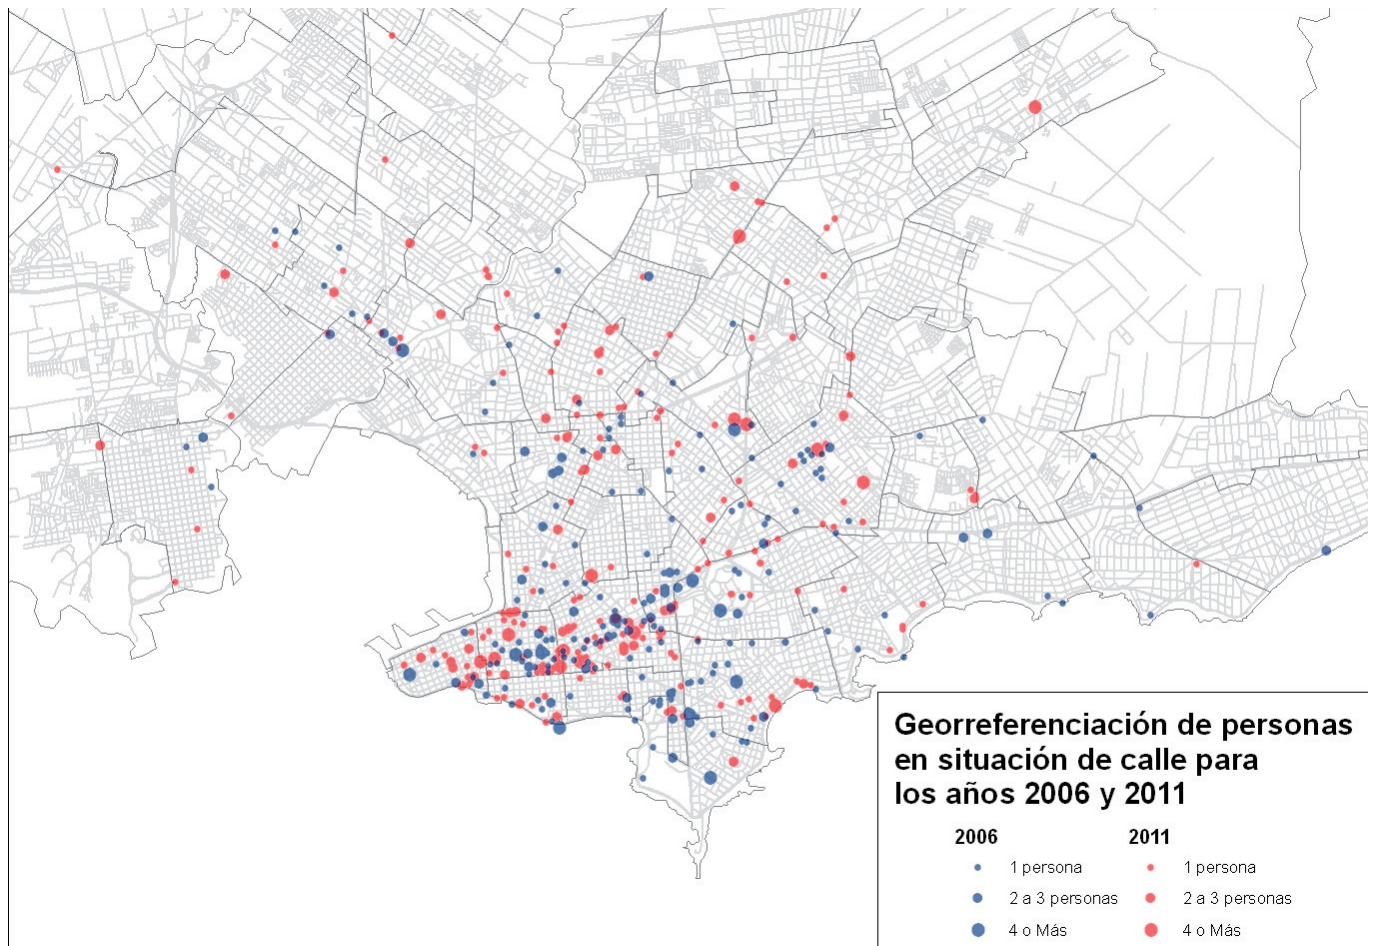 Georreferenciación de personas
en situación de calle para
los años 2006 y 2011
2006 2011
1 persona 1 persona
2 a 3 personas 2 a 3 personas
4 o Más 4 o Más